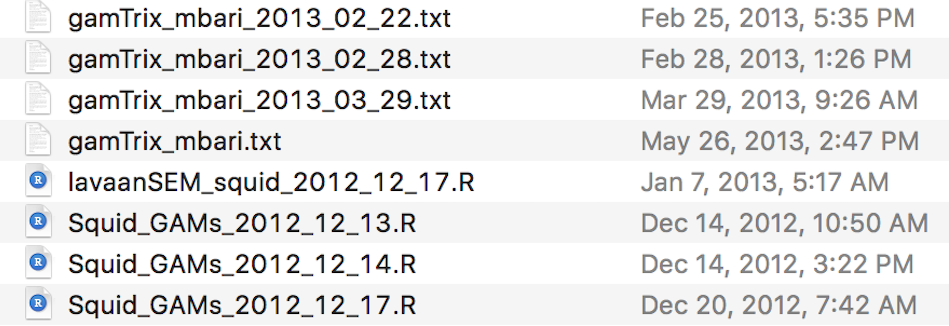 gamTrix_mbari_2013_02_22.txt Feb 25, 2013, 5:35 PM
gamTrix_mbari_2013_02_28.txt Feb 28, 2013, 1:26 PM
gamTrix_mbari_2013_03_29.txt Mar 29, 2013, 9:26 AM
gamTrix_mbari.txt May 26, 2013, 2:47 PM
R lavaanSEM_squid_2012_12_17.R Jan 7, 2013, 5:17 AM
R Squid_GAMs_2012_12_13.R Dec 14, 2012, 10:50 AM
R Squid_GAMs_2012_12_14.R Dec 14, 2012, 3:22 PM
R Squid_GAMs_2012_12_17.R Dec 20, 2012, 7:42 AM